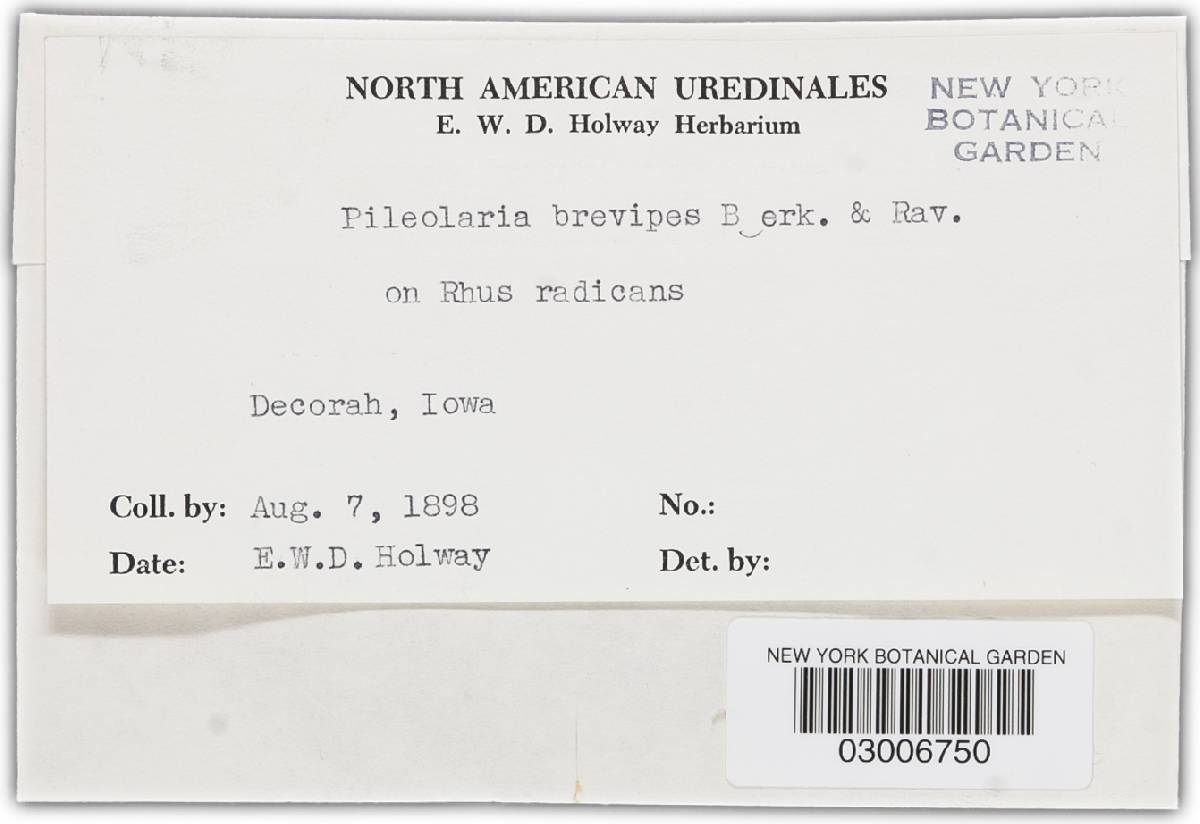 NORTH AMERICAN UREDINALES
E. W. D. Holway Herbarium
NEW YORK
BOTANICAL
GARDEN
Pileolaria brevipes B erk. & Rav.
on Rhus radicans
Decorah, Iowa
Coll. by: Aug. 7, 1898 No.:
Date: E.W.D. Holway Det. by:
NEW YORK BOTANICAL GARDEN
03006750